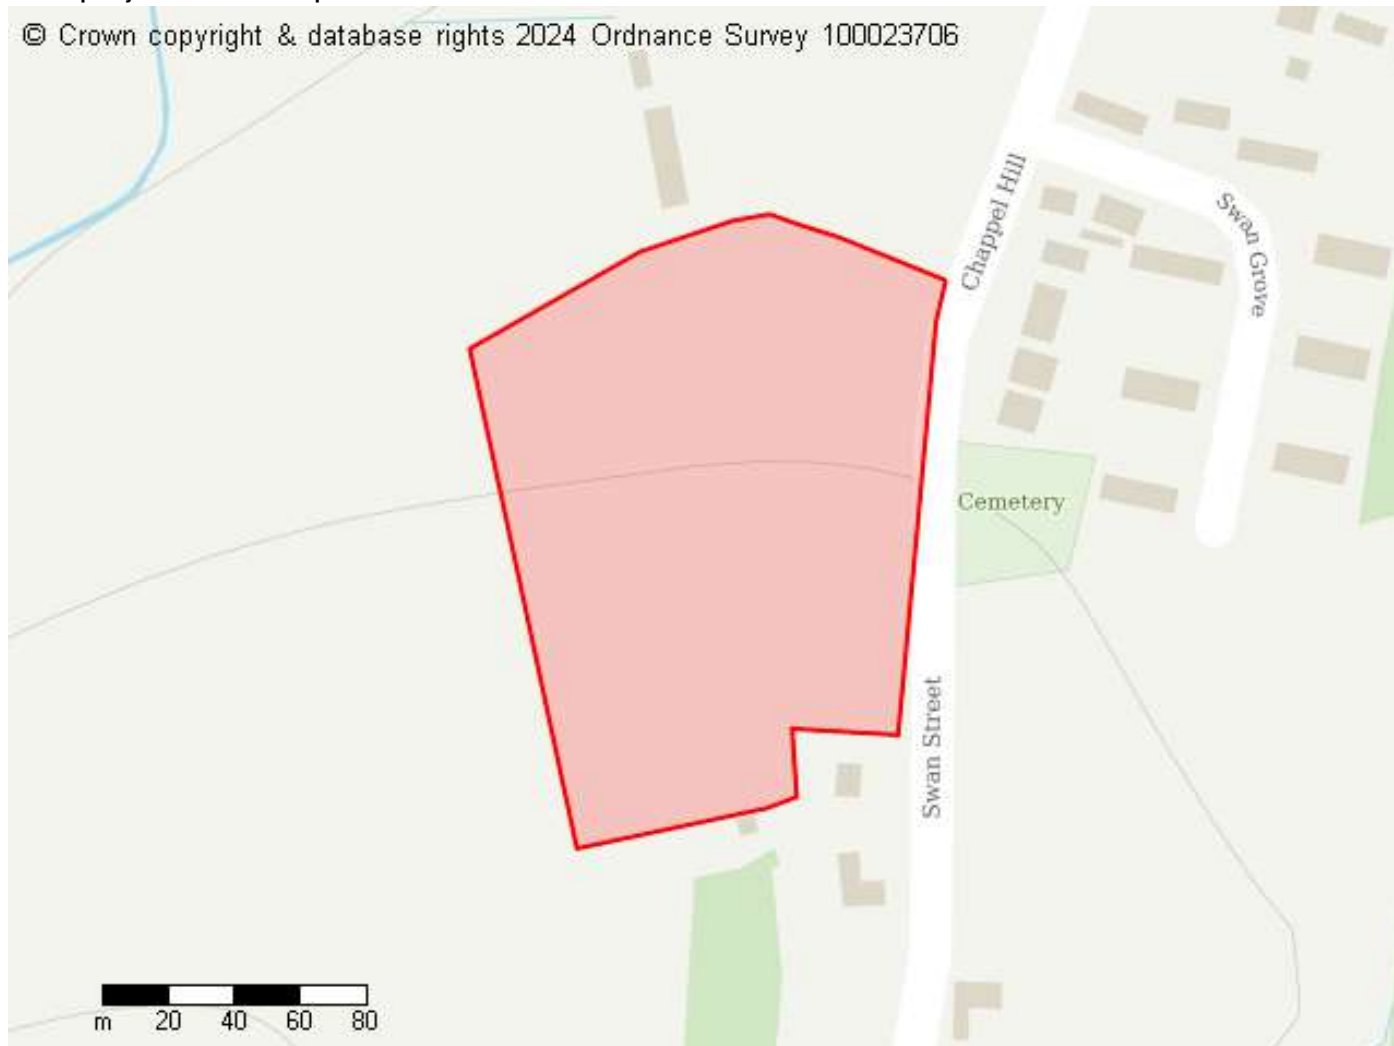 © Crown copyright & database rights 2024 Ordnance Survey 100023706
Chappel Hill
Swan Grove
Cemetery
Swan Street
m 20 40 60 80